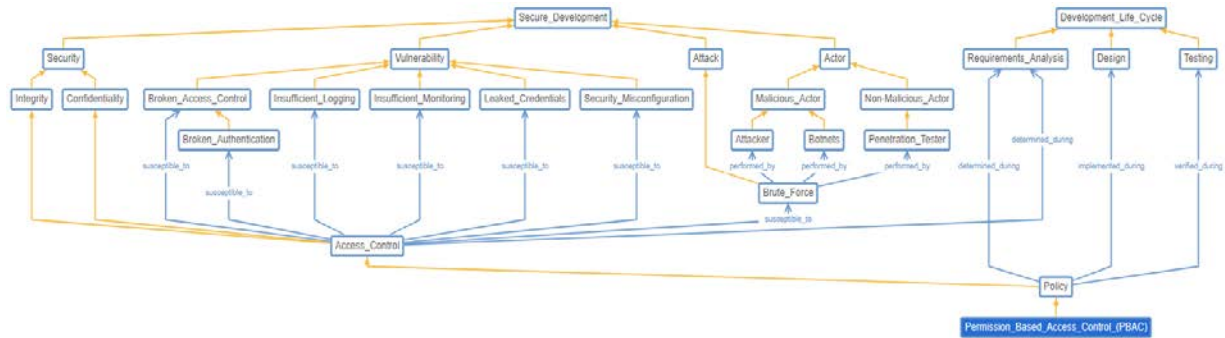 Secure_Development
Development_Life_Cycle
Security
Vulnerability
Attack
Actor
Requirements_Analysis
Design
Testing
Integrity
Confidentiality
Broken_Access_Control
Insufficient_Logging
Insufficient_Monitoring
Leaked_Credentials
Security_Misconfiguration
Malicious_Actor
Non-Malicious_Actor
Broken_Authentication
Attacker
Botnets
Penetration_Tester
determined_during
susceptible_to
susceptible_to
susceptible_to
susceptible_to
susceptible_to
performed_by
performed_by
performed_by
determined_during
implemented_during
verified_during
susceptible_to
Brute_Force
susceptible_to
Access_Control
Policy
Permission_Based_Access_Control_(PBAC)